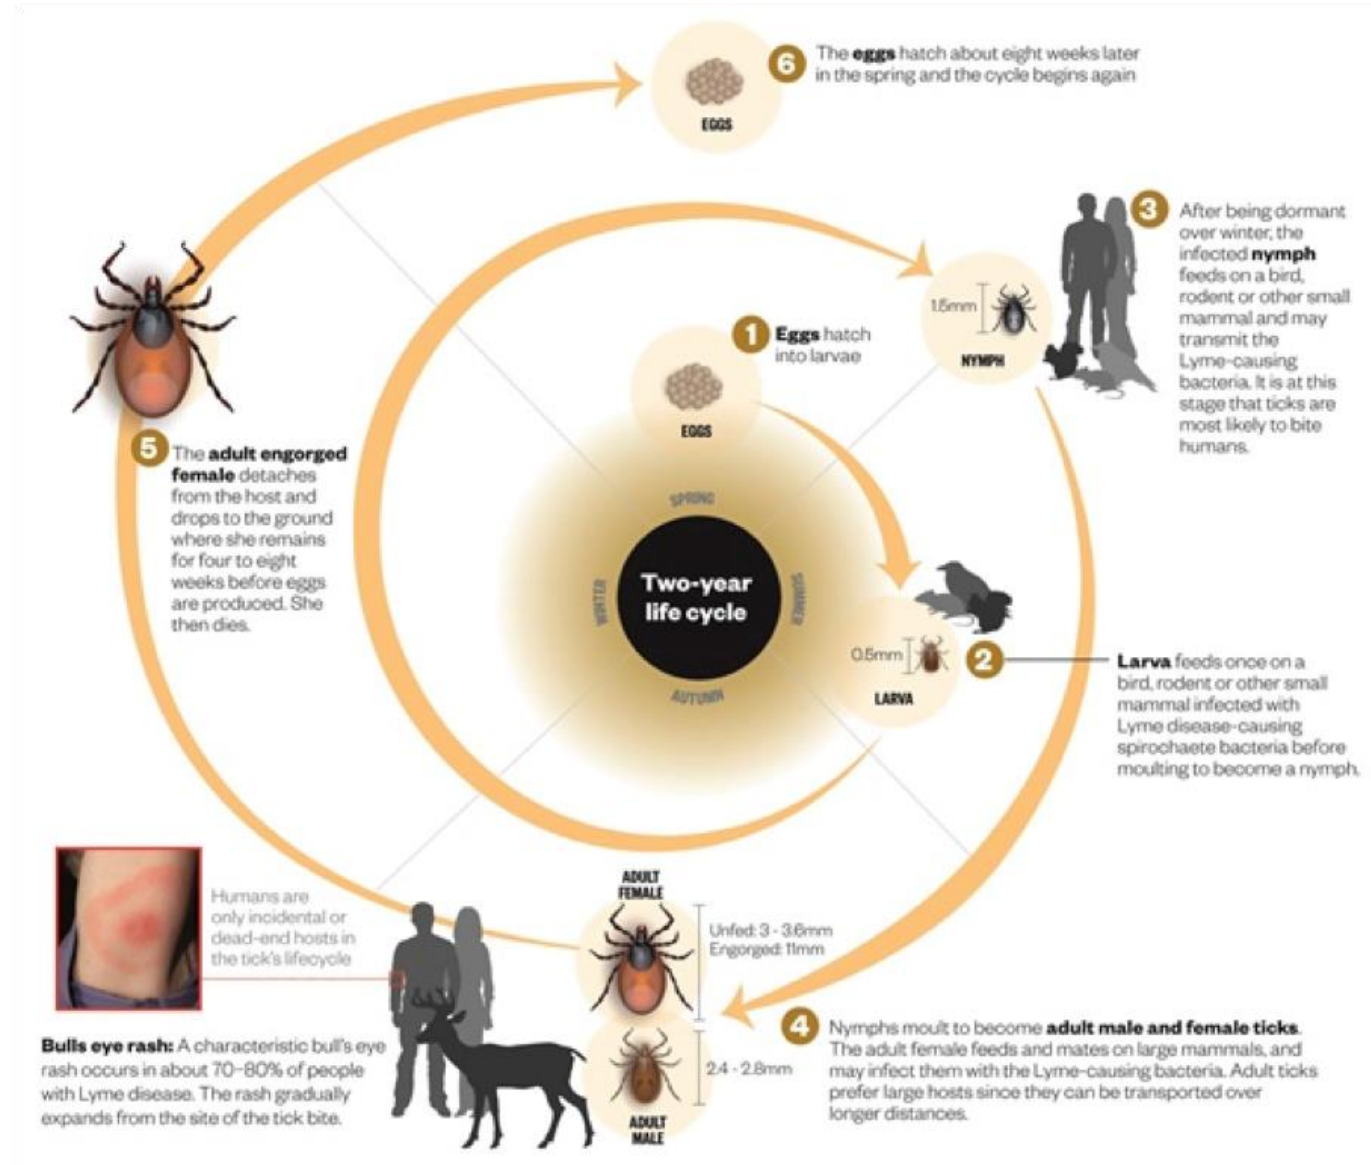 6
The eggs hatch about eight weeks later
in the spring and the cycle begins again
EGGS
3
After being dormant
over winter, the
infected nymph
feeds on a bird,
rodent or other small
mammal and may
transmit the
Lyme-causing
bacteria. It is at this
stage that ticks are
most likely to bite
humans.
1.5mm
NYMPH
1
Eggs hatch
into larvae
EGGS
5
The adult engorged
female detaches
from the host and
drops to the ground
where she remains
for four to eight
weeks before eggs
are produced. She
then dies.
SPRING
WINTER
Two-year
life cycle
SUMMER
AUTUMN
0.5mm
LARVA
2
Larva feeds once on a
bird, rodent or other small
mammal infected with
Lyme disease-causing
spirochaete bacteria before
moulting to become a nymph.
ADULT
FEMALE
Unfed: 3 - 3.6mm
Engorged: 11mm
Humans are
only incidental or
dead-end hosts in
the tick's lifecycle
Bulls eye rash: A characteristic bull's eye
rash occurs in about 70-80% of people
with Lyme disease. The rash gradually
expands from the site of the tick bite.
2.4 - 2.8mm
ADULT
MALE
4
Nymphs moult to become adult male and female ticks.
The adult female feeds and mates on large mammals, and
may infect them with the Lyme-causing bacteria. Adult ticks
prefer large hosts since they can be transported over
longer distances.